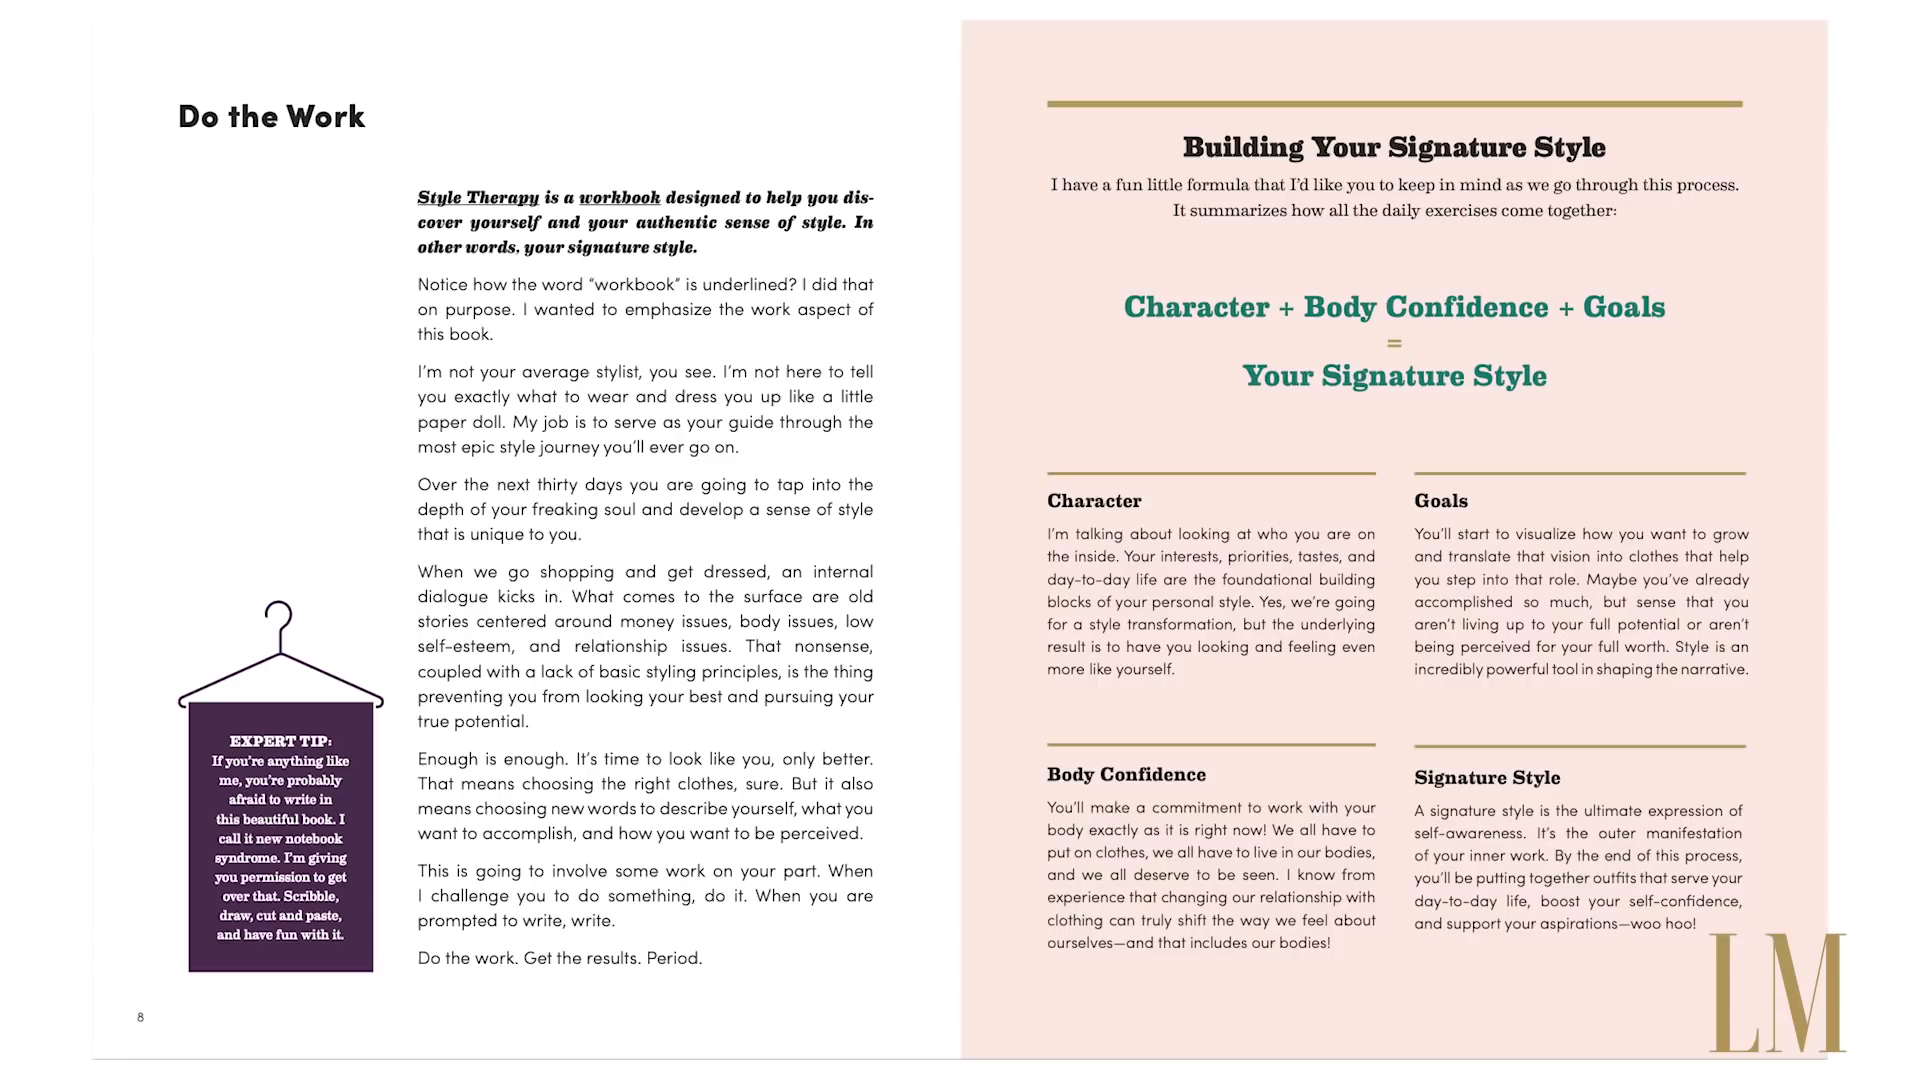 Do the Work
Style Therapy is a workbook designed to help you dis-
cover yourself and your authentic sense of style. In
other words, your signature style.
Notice how the word “workbook” is underlined? I did that
on purpose. I wanted to emphasize the work aspect of
this book.
I’m not your average stylist, you see. I’m not here to tell
you exactly what to wear and dress you up like a little
paper doll. My job is to serve as your guide through the
most epic style journey you’ll ever go on.
Over the next thirty days you are going to tap into the
depth of your freaking soul and develop a sense of style
that is unique to you.
When we go shopping and get dressed, an internal
dialogue kicks in. What comes to the surface are old
stories centered around money issues, body issues, low
self-esteem, and relationship issues. That nonsense,
coupled with a lack of basic styling principles, is the thing
preventing you from looking your best and pursuing your
true potential.
Enough is enough. It’s time to look like you, only better.
That means choosing the right clothes, sure. But it also
means choosing new words to describe yourself, what you
want to accomplish, and how you want to be perceived.
This is going to involve some work on your part. When
I challenge you to do something, do it. When you are
prompted to write, write.
Do the work. Get the results. Period.
EXPERT TIP:
If you’re anything like
me, you’re probably
afraid to write in
this beautiful book. I
call it new notebook
syndrome. I’m giving
you permission to get
over that. Scribble,
draw, cut and paste,
and have fun with it.
8
Building Your Signature Style
I have a fun little formula that I’d like you to keep in mind as we go through this process.
It summarizes how all the daily exercises come together:
Character + Body Confidence + Goals
=
Your Signature Style
Character
I’m talking about looking at who you are on
the inside. Your interests, priorities, tastes, and
day-to-day life are the foundational building
blocks of your personal style. Yes, we’re going
for a style transformation, but the underlying
result is to have you looking and feeling even
more like yourself.
Goals
You’ll start to visualize how you want to grow
and translate that vision into clothes that help
you step into that role. Maybe you’ve already
accomplished so much, but sense that you
aren’t living up to your full potential or aren’t
being perceived for your full worth. Style is an
incredibly powerful tool in shaping the narrative.
Body Confidence
You’ll make a commitment to work with your
body exactly as it is right now! We all have to
put on clothes, we all have to live in our bodies,
and we all deserve to be seen. I know from
experience that changing our relationship with
clothing can truly shift the way we feel about
ourselves—and that includes our bodies!
Signature Style
A signature style is the ultimate expression of
self-awareness. It’s the outer manifestation
of your inner work. By the end of this process,
you’ll be putting together outfits that serve your
day-to-day life, boost your self-confidence,
and support your aspirations—woo hoo!
LM